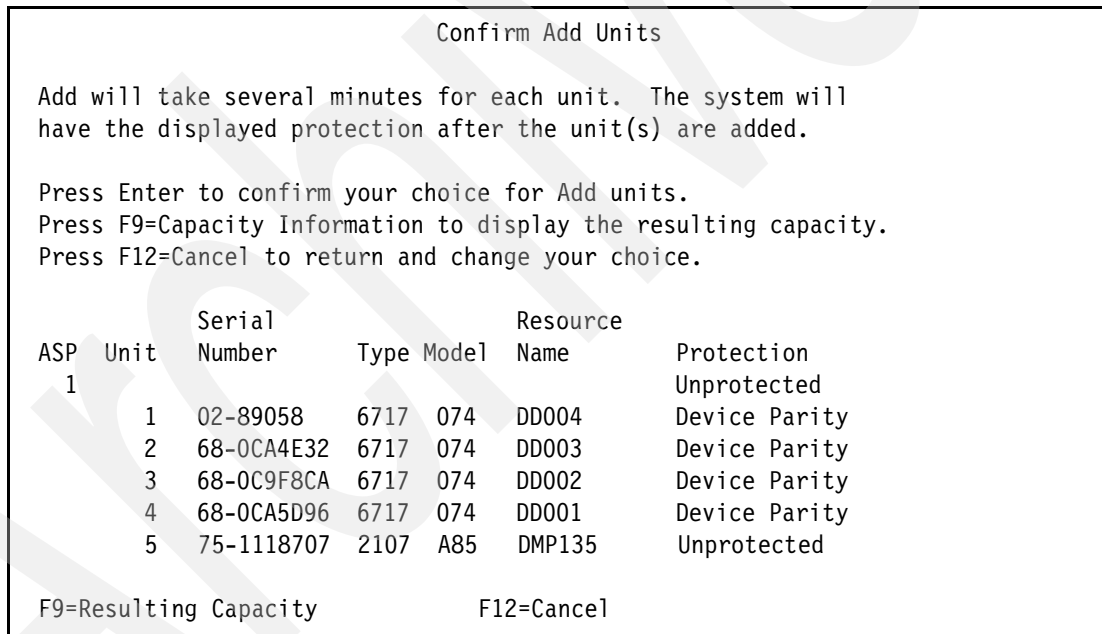 Confirm Add Units
Add will take several minutes for each unit. The system will
have the displayed protection after the unit(s) are added.
Press Enter to confirm your choice for Add units.
Press F9=Capacity Information to display the resulting capacity.
Press F12=Cancel to return and change your choice.
Serial Resource
ASP Unit Number Type Model Name Protection
1 Unprotected
1 02-89058 6717 074 DD004 Device Parity
2 68-0CA4E32 6717 074 DD003 Device Parity
3 68-0C9F8CA 6717 074 DD002 Device Parity
4 68-0CA5D96 6717 074 DD001 Device Parity
5 75-1118707 2107 A85 DMP135 Unprotected
F9=Resulting Capacity F12=Cancel